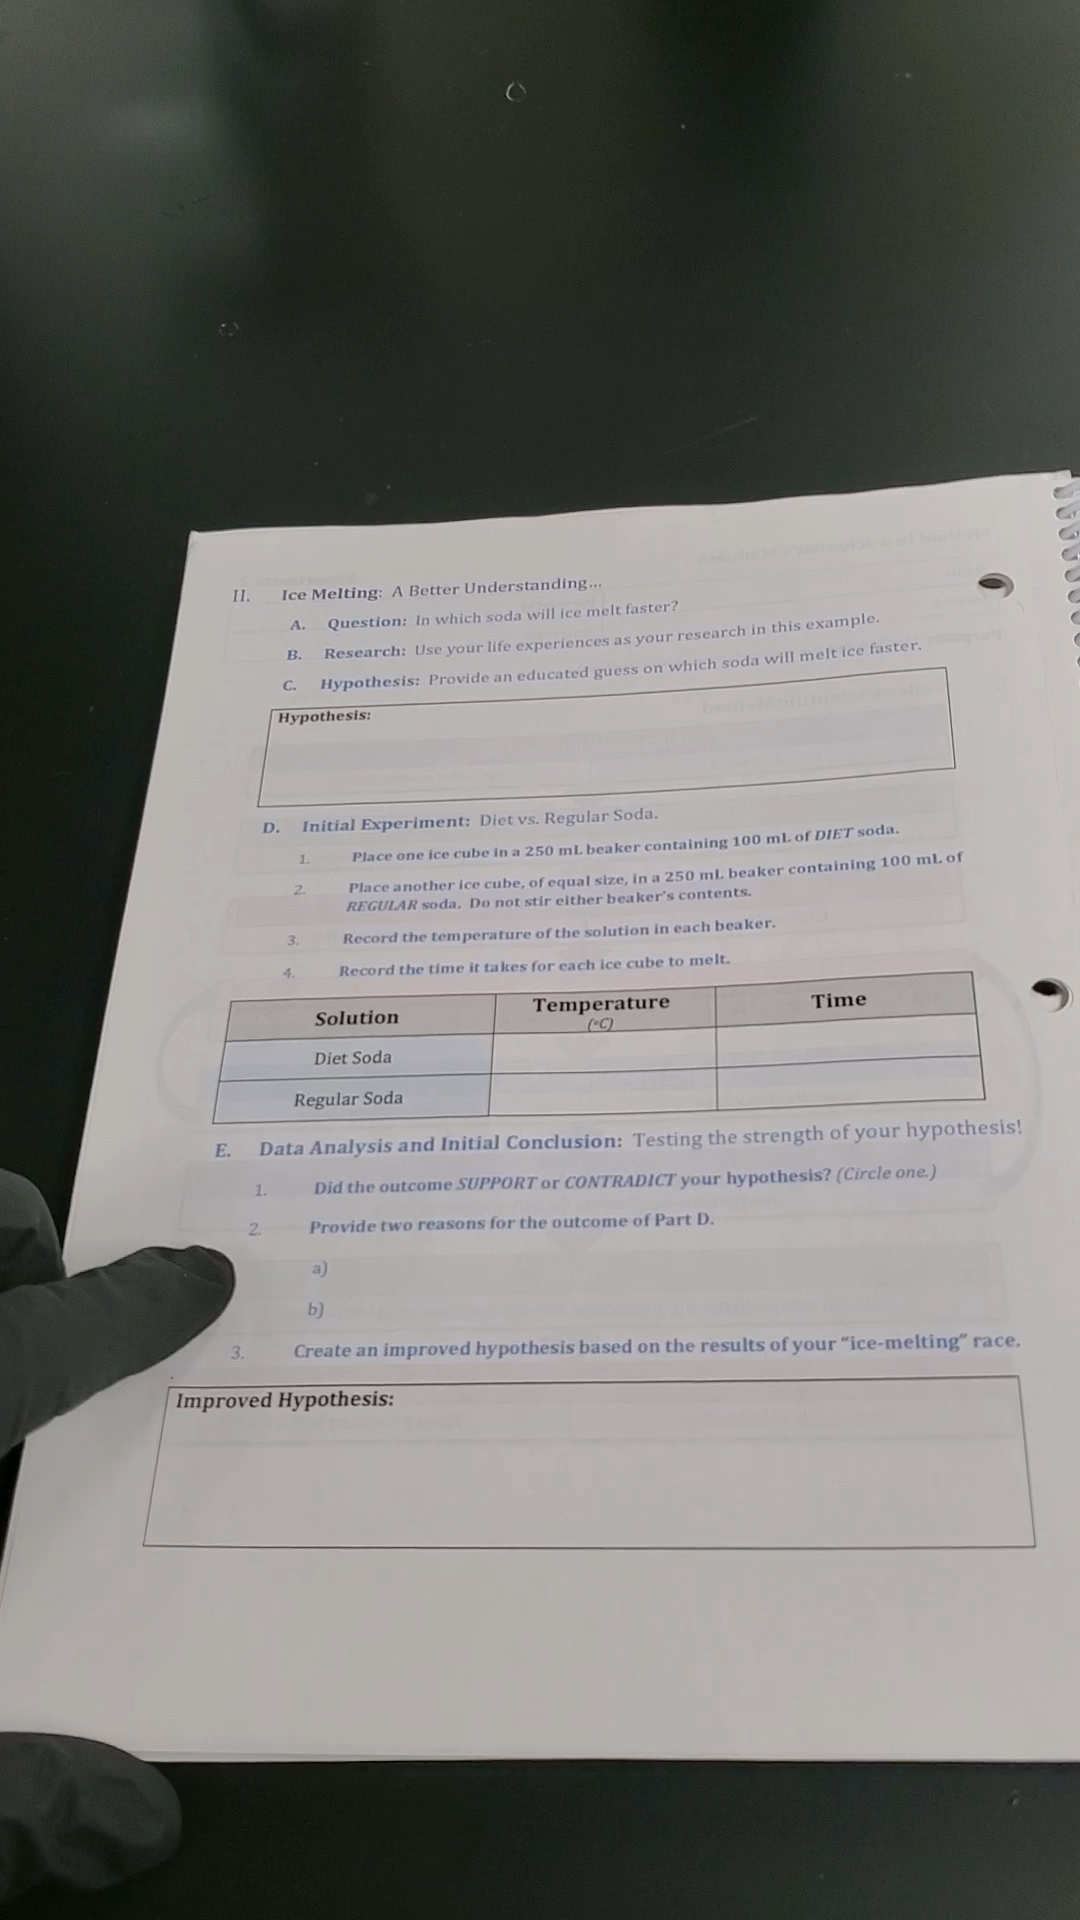 II. Ice Melting: A Better Understanding...
A. Question: In which soda will ice melt faster?
B. Research: Use your life experiences as your research in this example.
C. Hypothesis: Provide an educated guess on which soda will melt ice faster.
Hypothesis:
D. Initial Experiment: Diet vs. Regular Soda.
1. Place one ice cube in a 250 mL beaker containing 100 mL of DIET soda.
2. Place another ice cube, of equal size, in a 250 mL beaker containing 100 mL of
REGULAR soda. Do not stir either beaker's contents.
3. Record the temperature of the solution in each beaker.
4. Record the time it takes for each ice cube to melt.
Solution Temperature Time
(°C)
Diet Soda
Regular Soda
E. Data Analysis and Initial Conclusion: Testing the strength of your hypothesis!
1. Did the outcome SUPPORT or CONTRADICT your hypothesis? (Circle one.)
2. Provide two reasons for the outcome of Part D.
a)
b)
3. Create an improved hypothesis based on the results of your "ice-melting" race.
Improved Hypothesis: